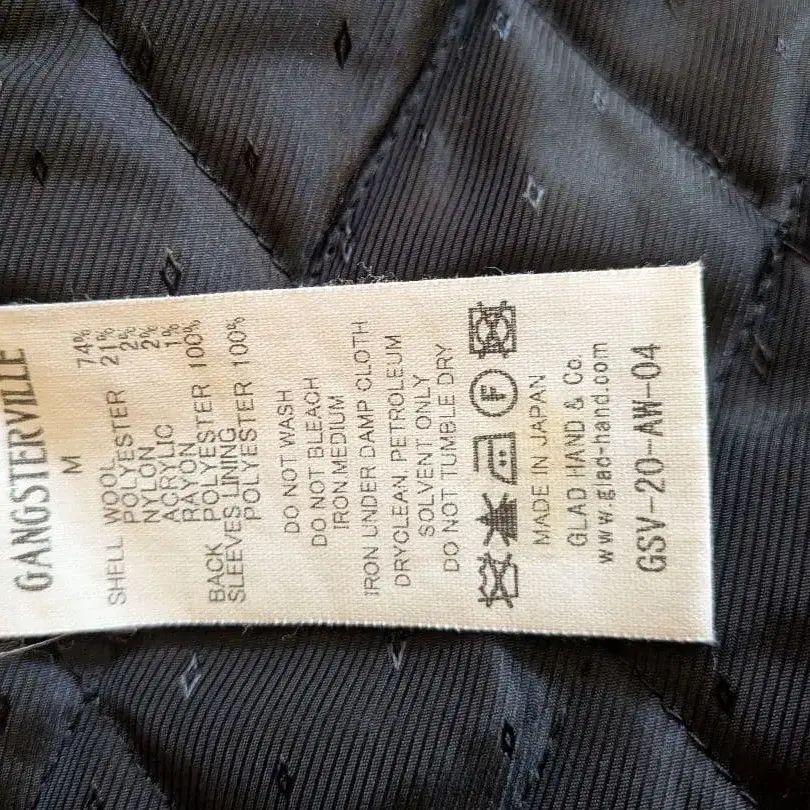 GANGSTERVILLE
M
SHELL WOOL 74%
POLYESTER 21%
NYLON 2%
ACRYLIC 2%
RAYON 1%
BACK POLYESTER 100%
SLEEVES LINING
POLYESTER 100%
DO NOT WASH
DO NOT BLEACH
IRON MEDIUM
IRON UNDER DAMP CLOTH
DRYCLEAN, PETROLEUM
SOLVENT ONLY
DO NOT TUMBLE DRY
F
MADE IN JAPAN
GLAD HAND & Co.
www.glad-hand.com
GSV-20-AW-04